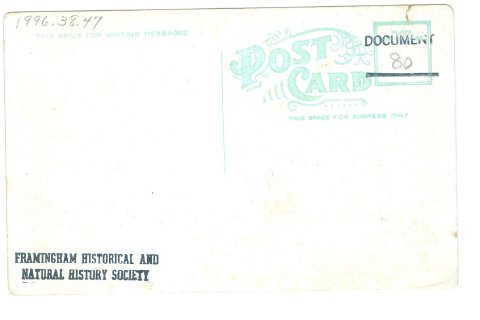 1996.38.47
THIS SPACE FOR WRITING MESSAGES
POST CARD
PLACE
DOCUMENT
80
THIS SPACE FOR ADDRESS ONLY
FRAMINGHAM HISTORICAL AND
NATURAL HISTORY SOCIETY